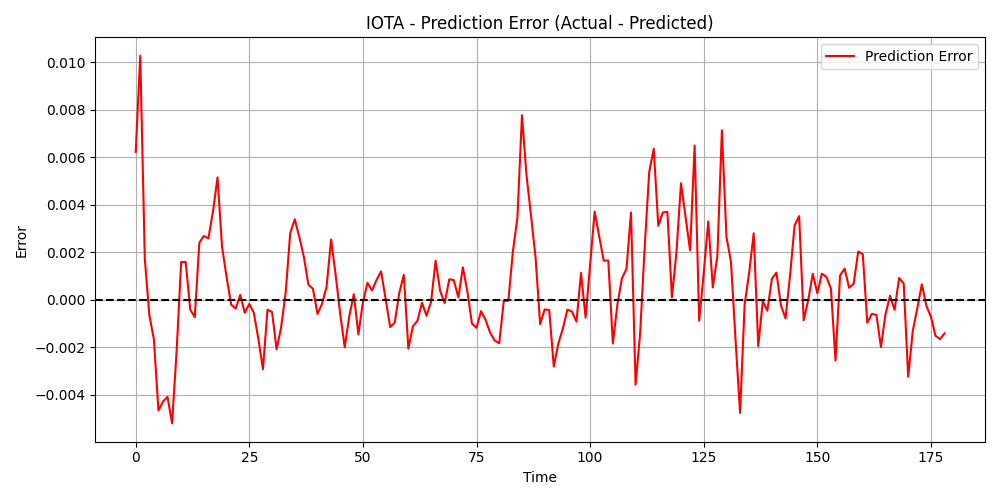 IOTA - Prediction Error (Actual - Predicted)
Prediction Error
Error
0.010
0.008
0.006
0.004
0.002
0.000
−0.002
−0.004
0 25 50 75 100 125 150 175
Time